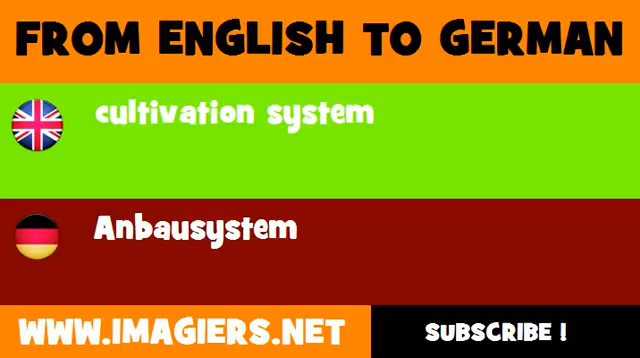 FROM ENGLISH TO GERMAN
cultivation system
Anbausystem
WWW.IMAGIERS.NET
SUBSCRIBE !